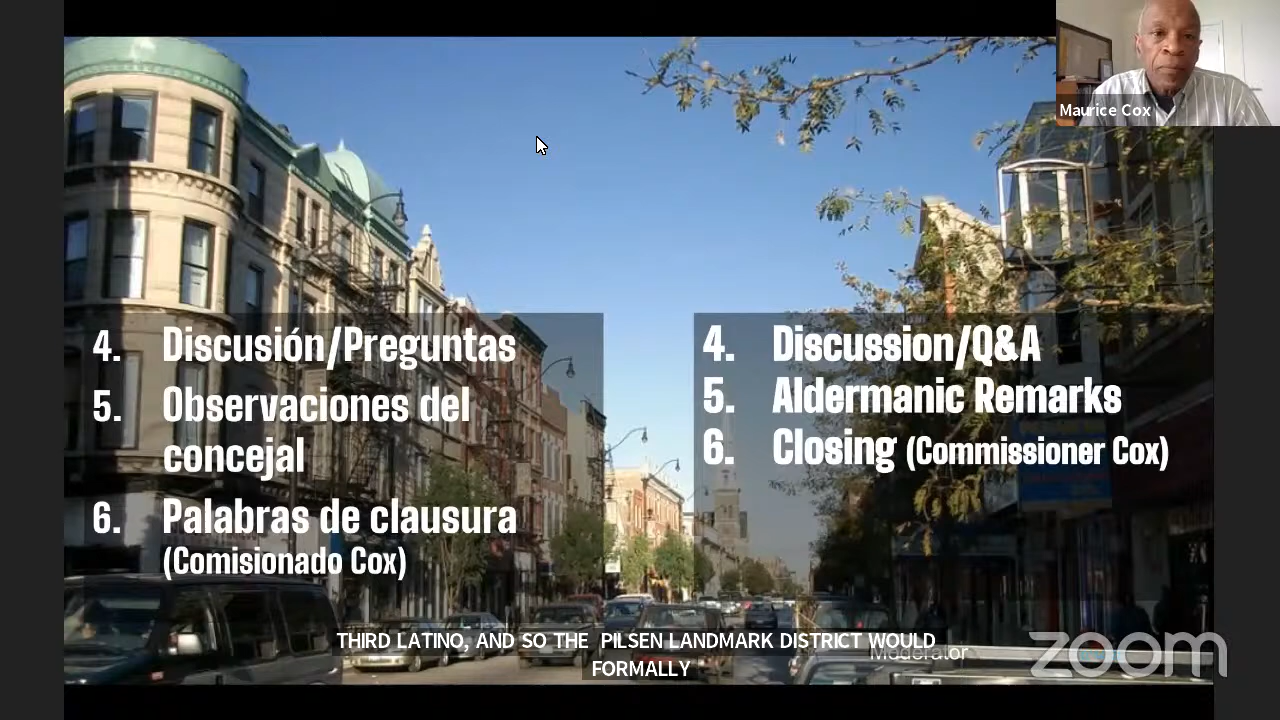 Maurice Cox
4. Discusión/Preguntas
5. Observaciones del
concejal
6. Palabras de clausura
(Comisionado Cox)
4. Discussion/Q&A
5. Aldermanic Remarks
6. Closing (Commissioner Cox)
THIRD LATINO, AND SO THE PILSEN LANDMARK DISTRICT WOULD
FORMALLY
Moderator
zoom